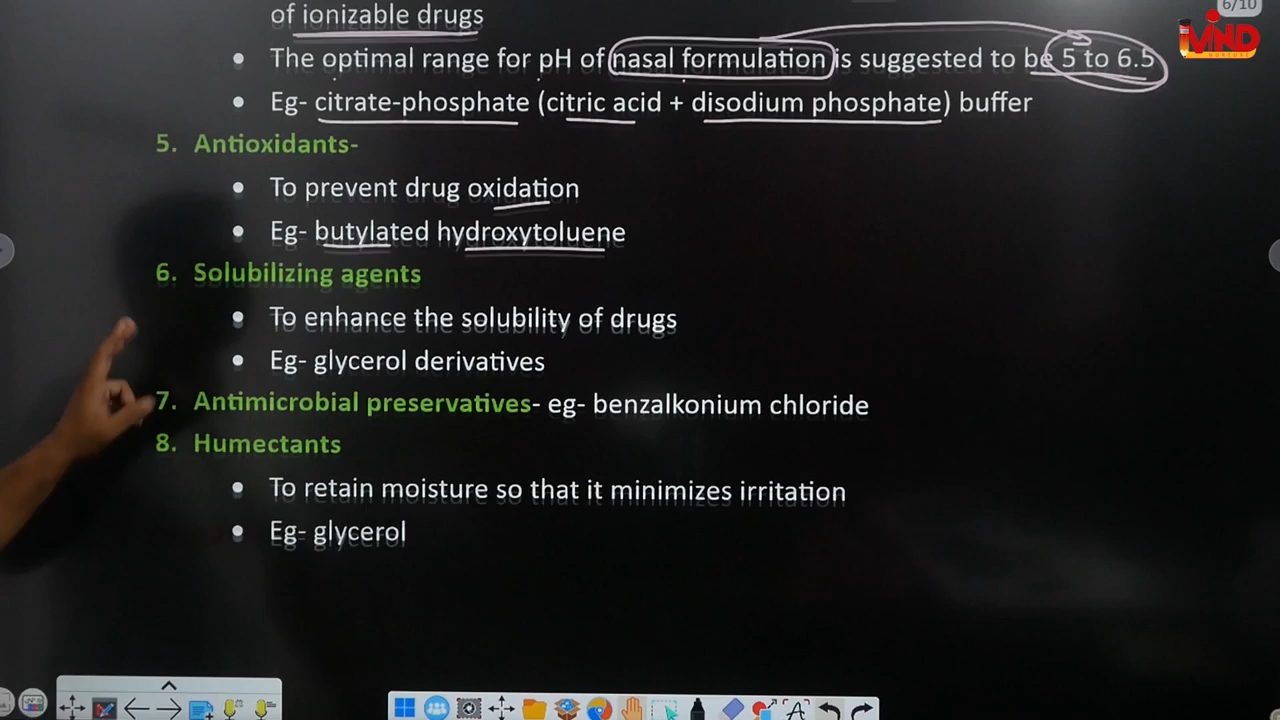 6/10
MIND
of ionizable drugs
• The optimal range for pH of nasal formulation is suggested to be 5 to 6.5
• Eg- citrate-phosphate (citric acid + disodium phosphate) buffer
5. Antioxidants-
• To prevent drug oxidation
• Eg- butylated hydroxytoluene
6. Solubilizing agents
• To enhance the solubility of drugs
• Eg- glycerol derivatives
7. Antimicrobial preservatives- eg- benzalkonium chloride
8. Humectants
• To retain moisture so that it minimizes irritation
• Eg- glycerol